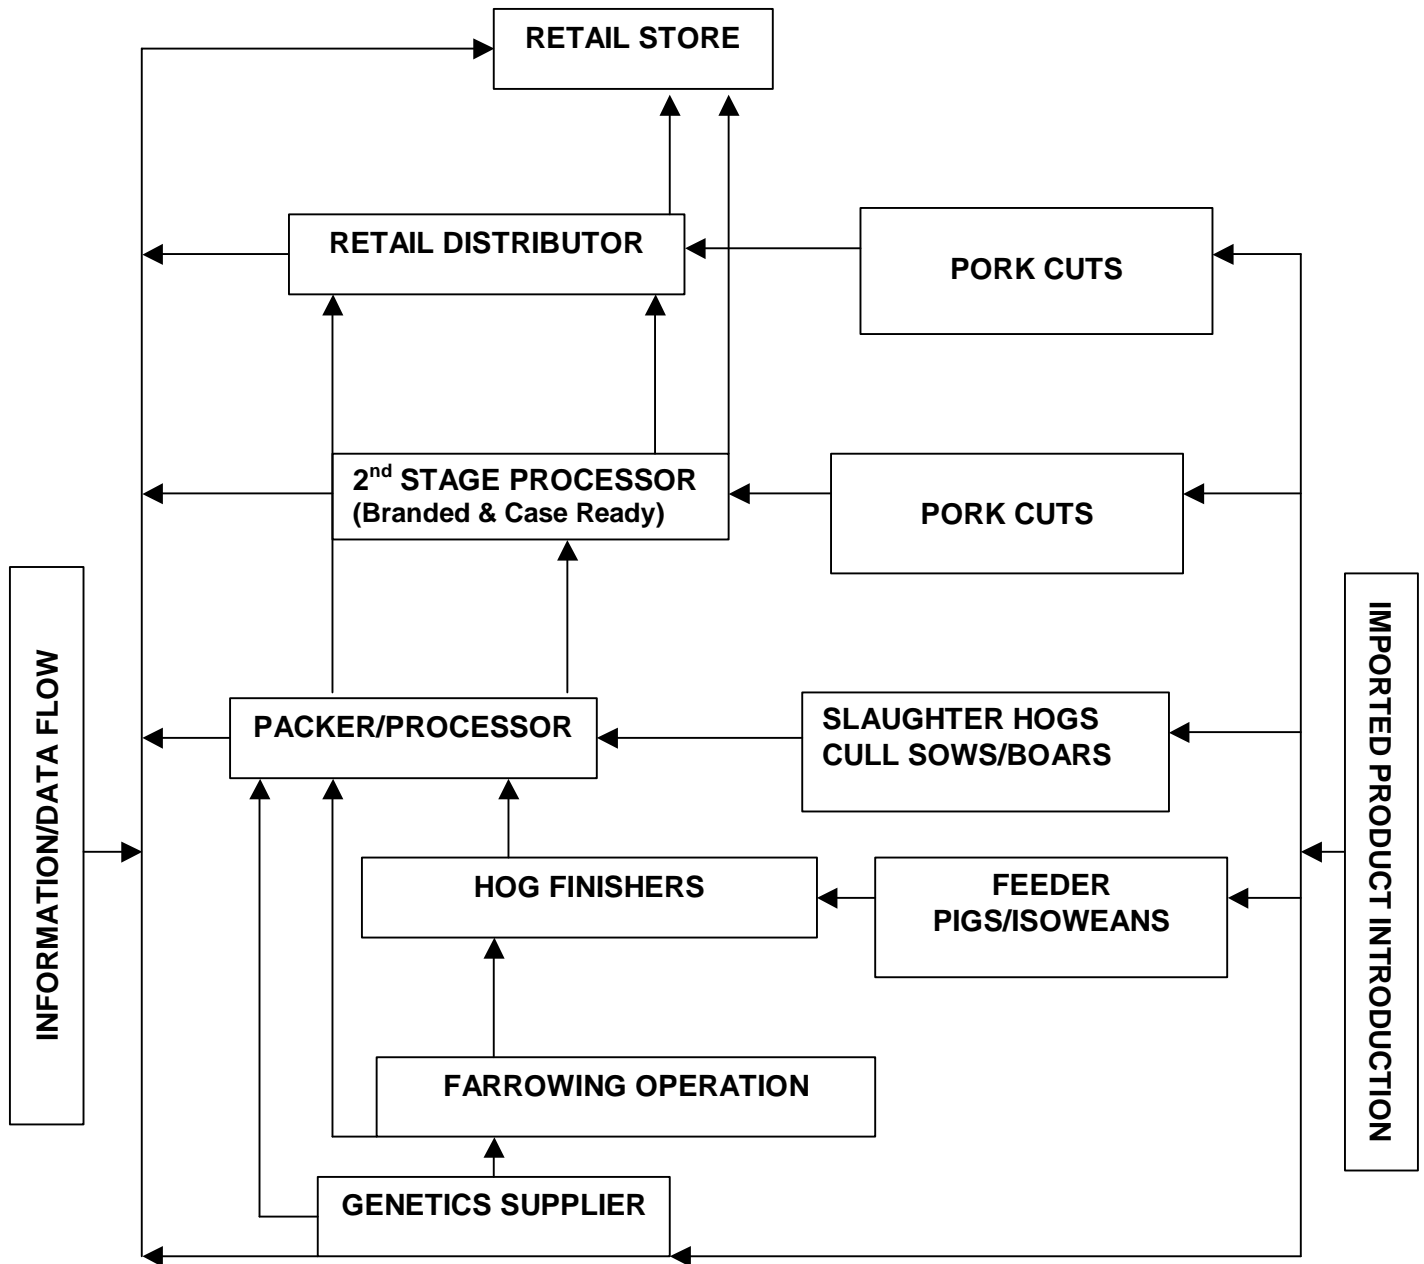 RETAIL STORE
RETAIL DISTRIBUTOR
PORK CUTS
2nd STAGE PROCESSOR
(Branded & Case Ready)
PORK CUTS
INFORMATION/DATA FLOW
IMPORTED PRODUCT INTRODUCTION
PACKER/PROCESSOR
SLAUGHTER HOGS
CULL SOWS/BOARS
HOG FINISHERS
FEEDER
PIGS/ISOWEANS
FARROWING OPERATION
GENETICS SUPPLIER